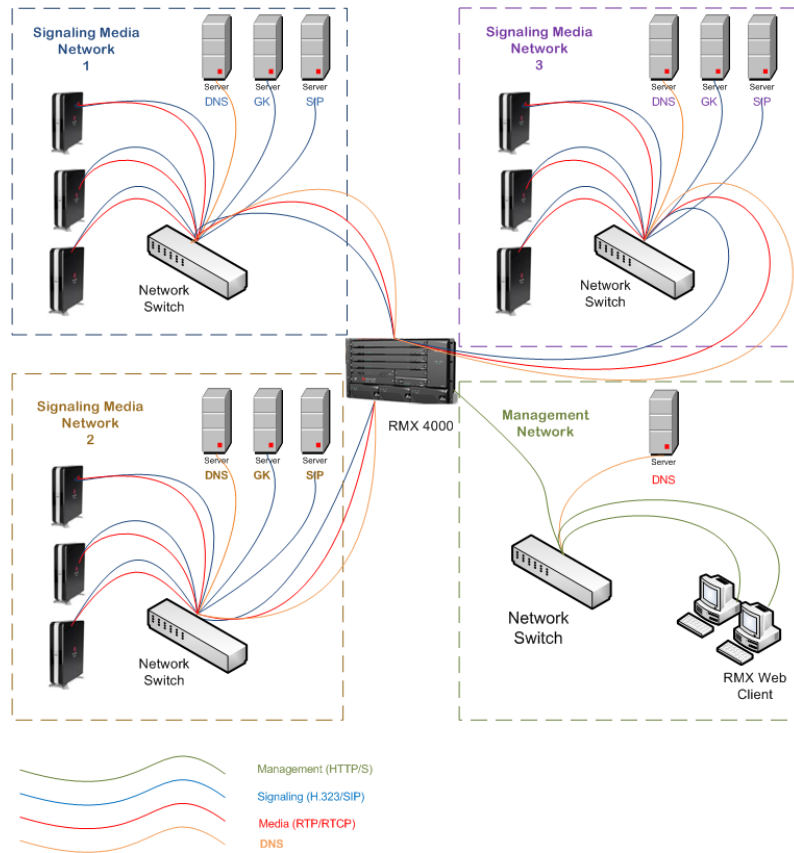 Signaling Media
Network
1
Server
DNS
Server
GK
Server
SIP
Network
Switch
Signaling Media
Network
3
Server
DNS
Server
GK
Server
SIP
Network
Switch
RMX 4000
Signaling Media
Network
2
Server
DNS
Server
GK
Server
SIP
Network
Switch
Management
Network
Server
DNS
Network
Switch
RMX Web
Client
Management (HTTP/S)
Signaling (H.323/SIP)
Media (RTP/RTCP)
DNS